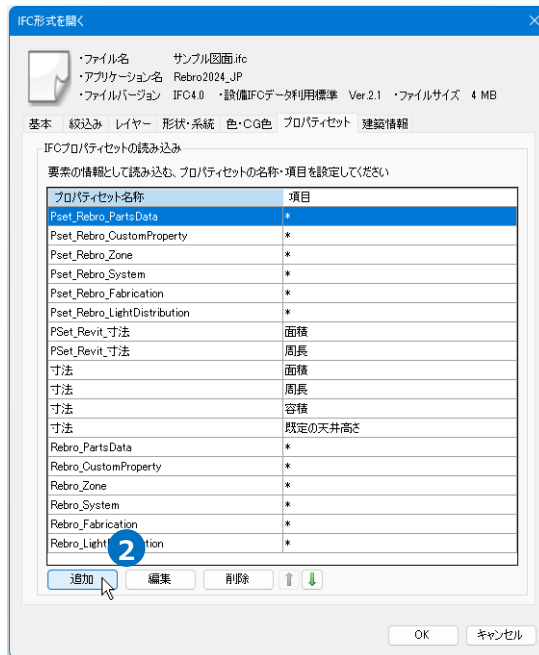 IFC形式を開く
・ファイル名 サンプル図面.ifc
・アプリケーション名 Rebro2024_JP
・ファイルバージョン IFC4.0 ・設備IFCデータ利用標準 Ver.2.1 ・ファイルサイズ 4 MB
基本 絞込み レイヤー 形状・系統 色・CG色 プロパティセット 建築情報
IFCプロパティセットの読み込み
要素の情報として読み込む、プロパティセットの名称・項目を設定してください
プロパティセット名称 項目
Pset_Rebro_PartsData *
Pset_Rebro_CustomProperty *
Pset_Rebro_Zone *
Pset_Rebro_System *
Pset_Rebro_Fabrication *
Pset_Rebro_LightDistribution *
PSet_Revit_寸法 面積
PSet_Revit_寸法 周長
寸法 面積
寸法 周長
寸法 容積
寸法 既定の天井高さ
Rebro_PartsData *
Rebro_CustomProperty *
Rebro_Zone *
Rebro_System *
Rebro_Fabrication *
Rebro_Light tion *
2
追加 編集 削除
OK キャンセル